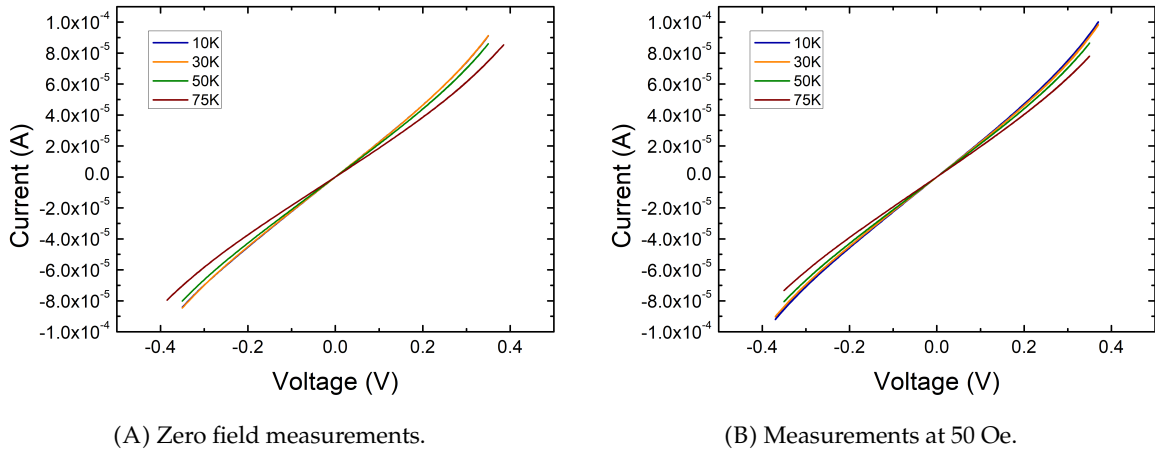 1.0x10⁻⁴
8.0x10⁻⁵
6.0x10⁻⁵
4.0x10⁻⁵
2.0x10⁻⁵
0.0
-2.0x10⁻⁵
-4.0x10⁻⁵
-6.0x10⁻⁵
-8.0x10⁻⁵
-1.0x10⁻⁴
Current (A)
10K
30K
50K
75K
-0.4 -0.2 0.0 0.2 0.4
Voltage (V)
(A) Zero field measurements.
1.0x10⁻⁴
8.0x10⁻⁵
6.0x10⁻⁵
4.0x10⁻⁵
2.0x10⁻⁵
0.0
-2.0x10⁻⁵
-4.0x10⁻⁵
-6.0x10⁻⁵
-8.0x10⁻⁵
-1.0x10⁻⁴
Current (A)
10K
30K
50K
75K
-0.4 -0.2 0.0 0.2 0.4
Voltage (V)
(B) Measurements at 50 Oe.